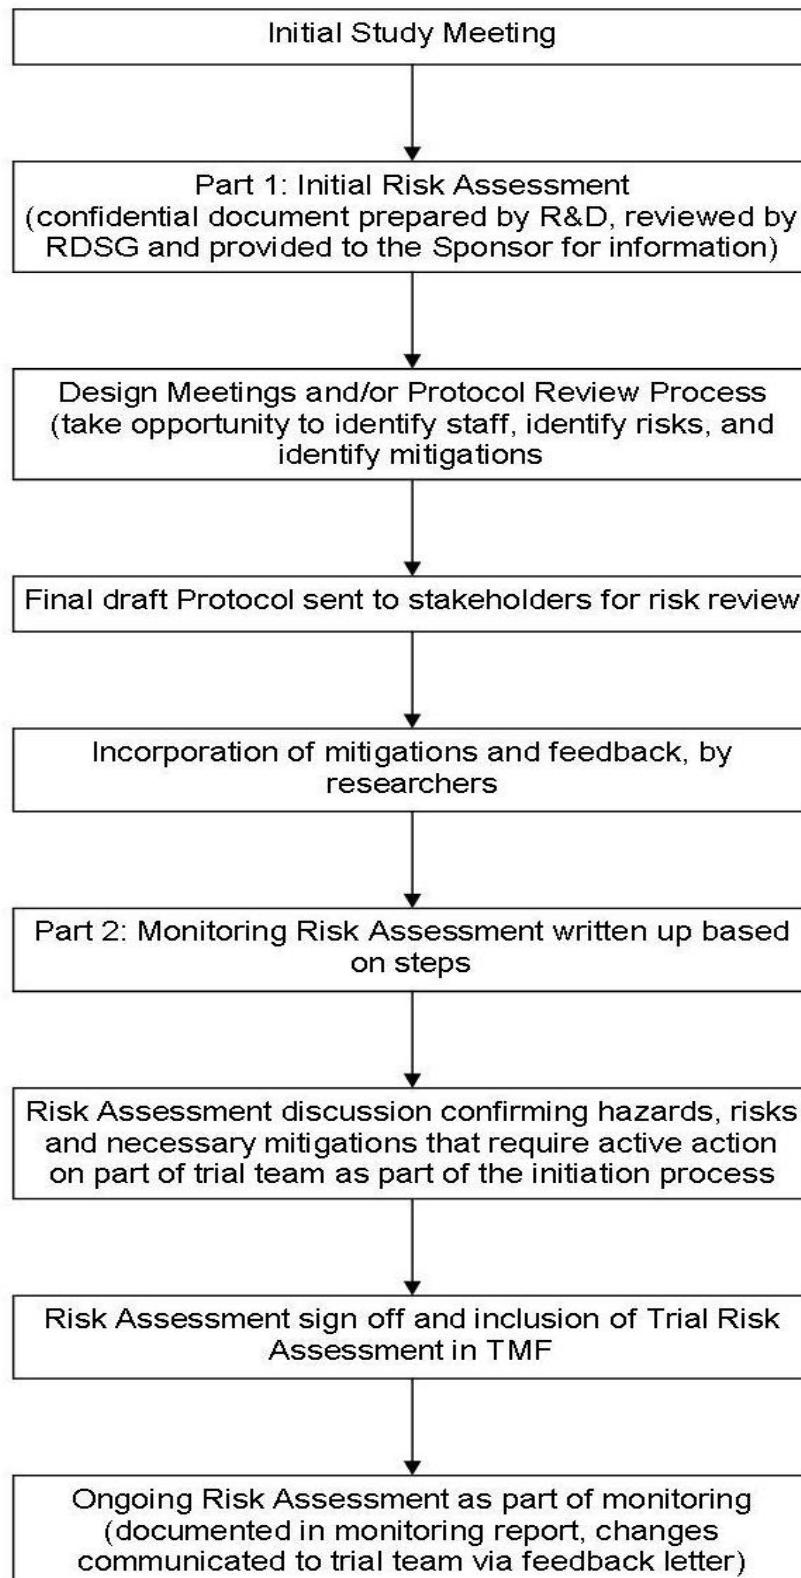 Initial Study Meeting
Part 1: Initial Risk Assessment
(confidential document prepared by R&D, reviewed by
RDSG and provided to the Sponsor for information)
Design Meetings and/or Protocol Review Process
(take opportunity to identify staff, identify risks, and
identify mitigations
Final draft Protocol sent to stakeholders for risk review
Incorporation of mitigations and feedback, by
researchers
Part 2: Monitoring Risk Assessment written up based
on steps
Risk Assessment discussion confirming hazards, risks
and necessary mitigations that require active action
on part of trial team as part of the initiation process
Risk Assessment sign off and inclusion of Trial Risk
Assessment in TMF
Ongoing Risk Assessment as part of monitoring
(documented in monitoring report, changes
communicated to trial team via feedback letter)